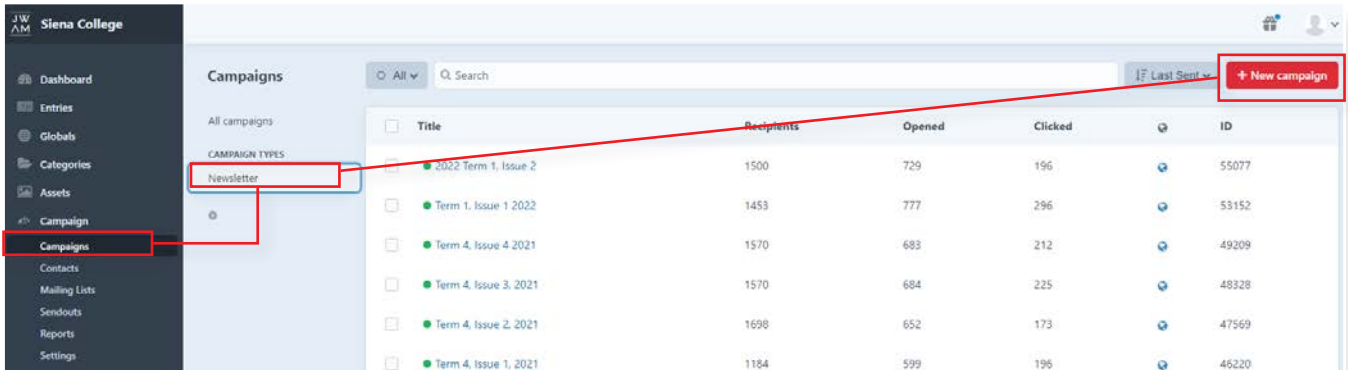 JW
AM
Siena College
Dashboard
Entries
Globals
Categories
Assets
Campaign
Campaigns
Contacts
Mailing Lists
Sendouts
Reports
Settings
Campaigns
All campaigns
CAMPAIGN TYPES
Newsletter
All
Search
Last Sent
+ New campaign
Title Recipients Opened Clicked ID
2022 Term 1, Issue 2 1500 729 196 55077
Term 1, Issue 1 2022 1453 777 296 53152
Term 4, Issue 4 2021 1570 683 212 49209
Term 4, Issue 3, 2021 1570 684 225 48328
Term 4, Issue 2, 2021 1698 652 173 47569
Term 4, Issue 1, 2021 1184 599 196 46220